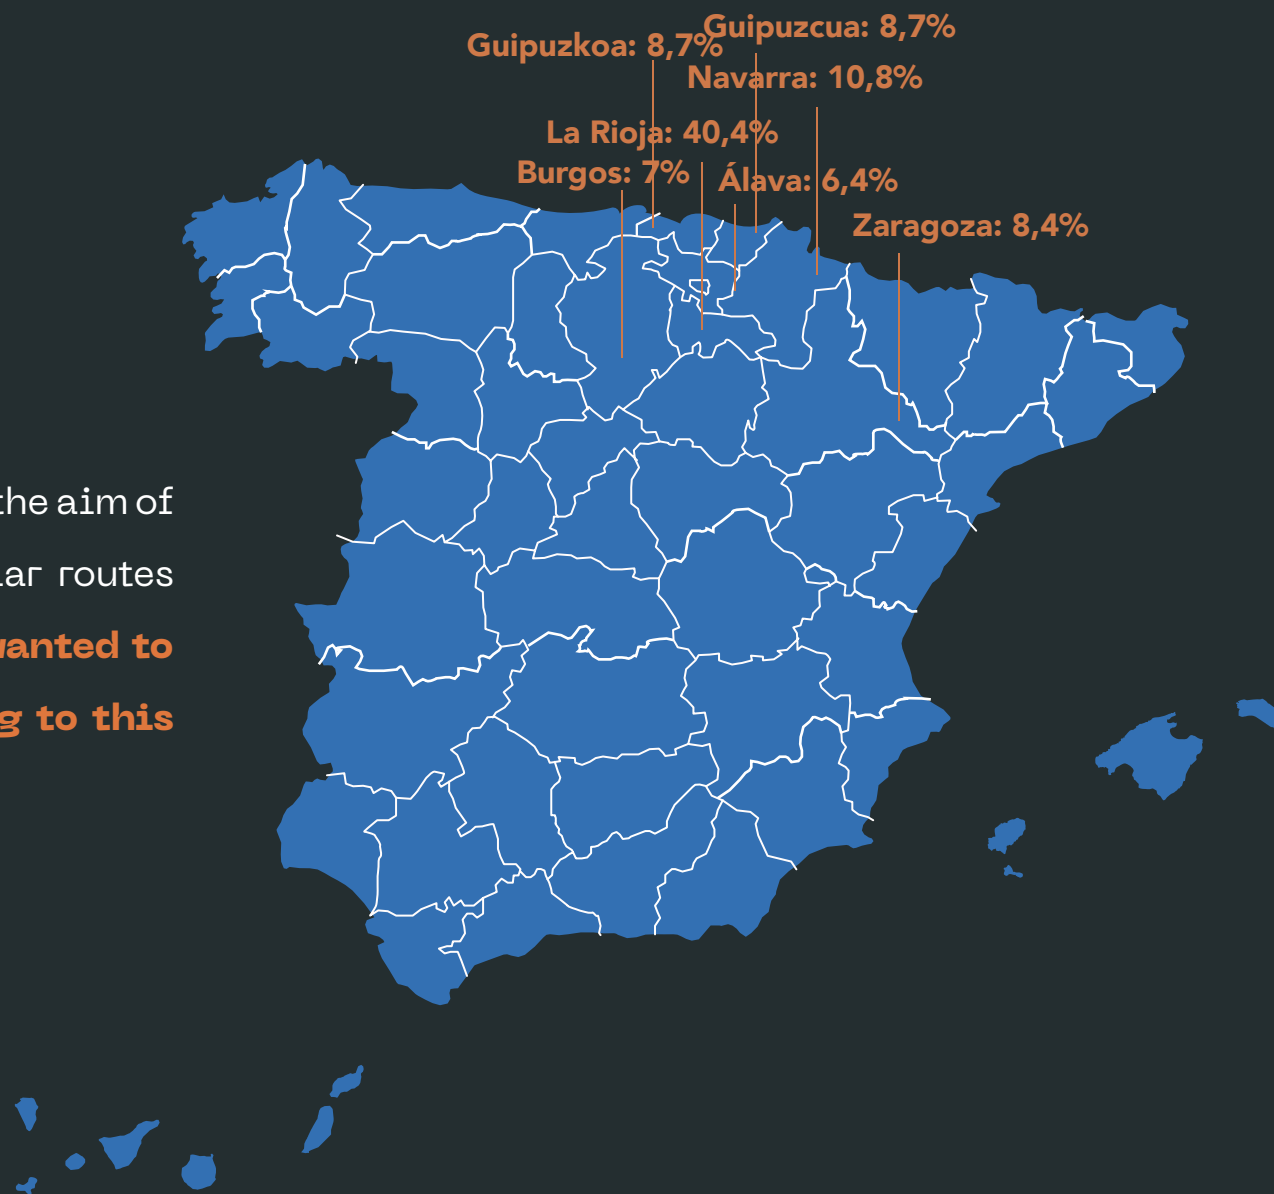 Guipuzcua: 8,7%
Guipuzkoa: 8,7%
Navarra: 10,8%
La Rioja: 40,4%
Burgos: 7%
Álava: 6,4%
Zaragoza: 8,4%
the aim of
routes
wanted to
to this